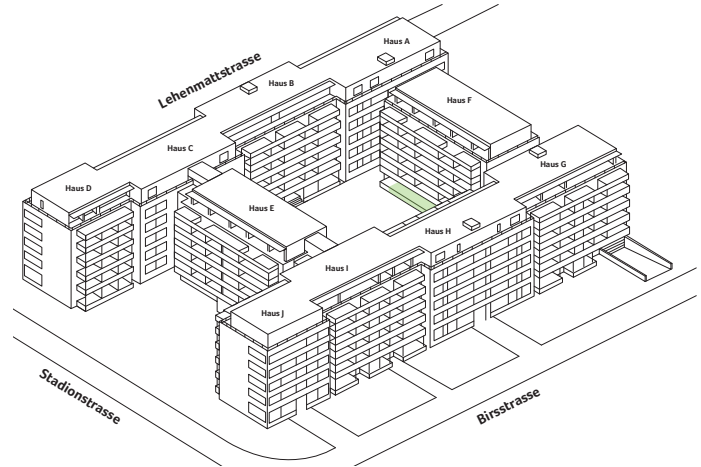 Haus A
Lehenmattstrasse
Haus B
Haus F
Haus C
Haus G
Haus D
Haus E
Haus H
Haus I
Haus J
Stadionstrasse
Birsstrasse